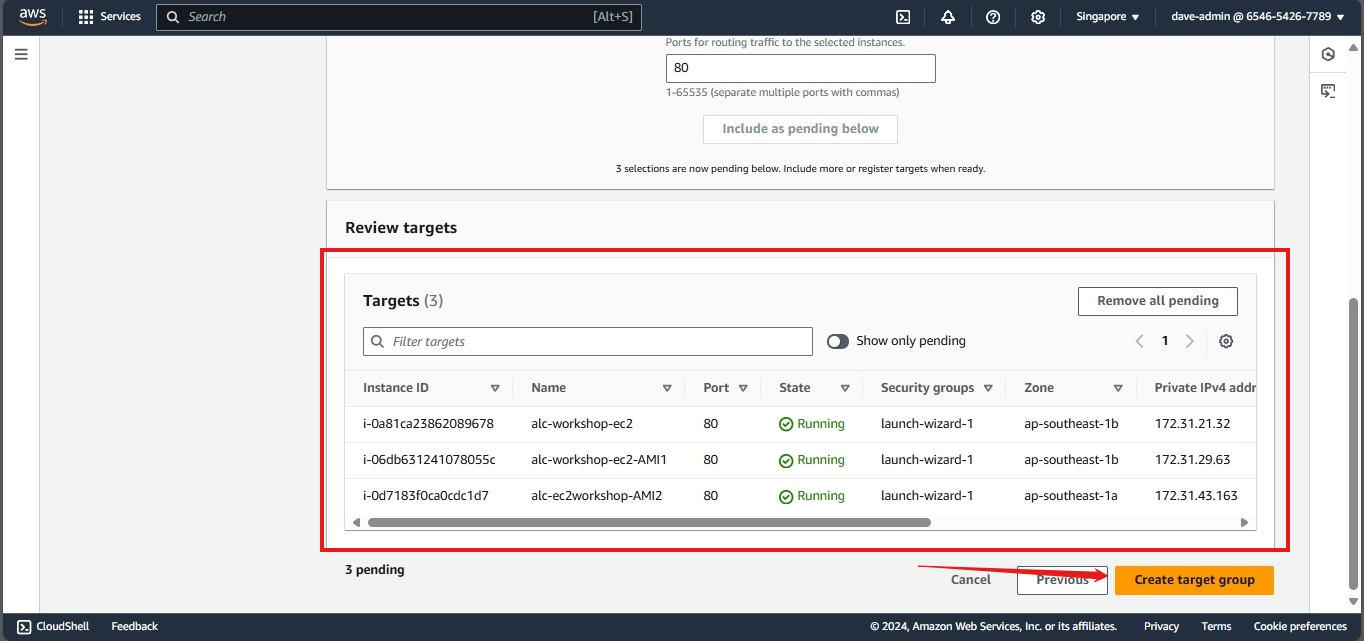 aws Services Search [Alt+S] Singapore dave-admin @ 6546-5426-7789
Ports for routing traffic to the selected instances.
80
1-65535 (separate multiple ports with commas)
Include as pending below
3 selections are now pending below. Include more or register targets when ready.
Review targets
Targets (3) Remove all pending
Filter targets Show only pending 1
Instance ID Name Port State Security groups Zone Private IPv4 addr
i-0a81ca23862089678 alc-workshop-ec2 80 Running launch-wizard-1 ap-southeast-1b 172.31.21.32
i-06db631241078055c alc-workshop-ec2-AMI1 80 Running launch-wizard-1 ap-southeast-1b 172.31.29.63
i-0d7183f0ca0cdc1d7 alc-ec2workshop-AMI2 80 Running launch-wizard-1 ap-southeast-1a 172.31.43.163
3 pending
Cancel Previous Create target group
CloudShell Feedback © 2024, Amazon Web Services, Inc. or its affiliates. Privacy Terms Cookie preferences